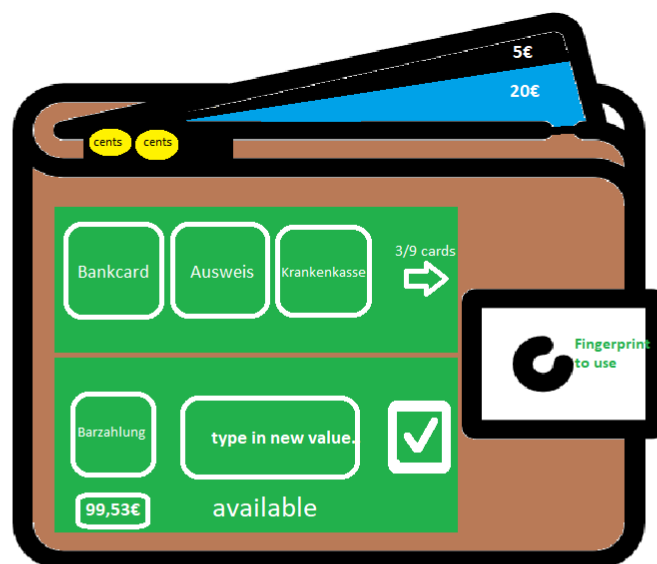 5€
20€
cents cents
Bankcard
Ausweis
Krankenkasse
3/9 cards
Fingerprint
to use
Barzahlung
type in new value.
99,53€
available